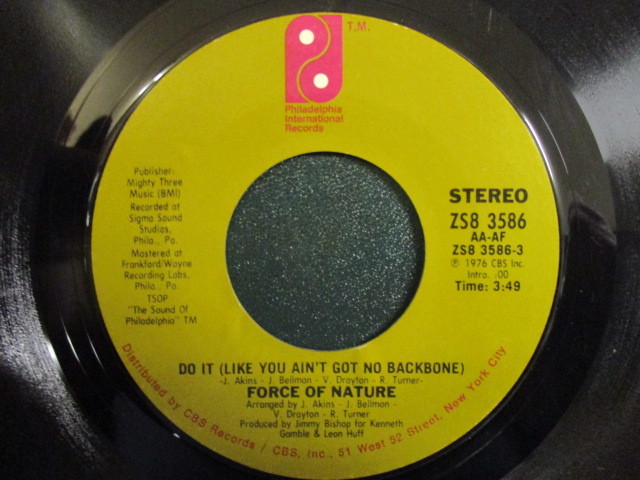 T.M.
Philadelphia
International
Records
Publisher:
Mighty Three
Music (BMI)
Recorded at
Sigma Sound
Studios,
Phila., Pa.
Mastered at
Frankford/Wayne
Recording Labs,
Phila., Pa.
TSOP
"The Sound Of
Philadelphia" TM
STEREO
ZS8 3586
AA-AF
ZS8 3586-3
℗ 1976 CBS Inc.
Intro. :00
Time: 3:49
DO IT (LIKE YOU AIN'T GOT NO BACKBONE)
-J. Akins - J. Bellmon - V. Drayton - R. Turner-
FORCE OF NATURE
Arranged by J. Akins - J. Bellmon -
V. Drayton - R. Turner
Produced by Jimmy Bishop for Kenneth
Gamble & Leon Huff
Distributed by CBS Records / CBS, Inc., 51 West 52 Street, New York City